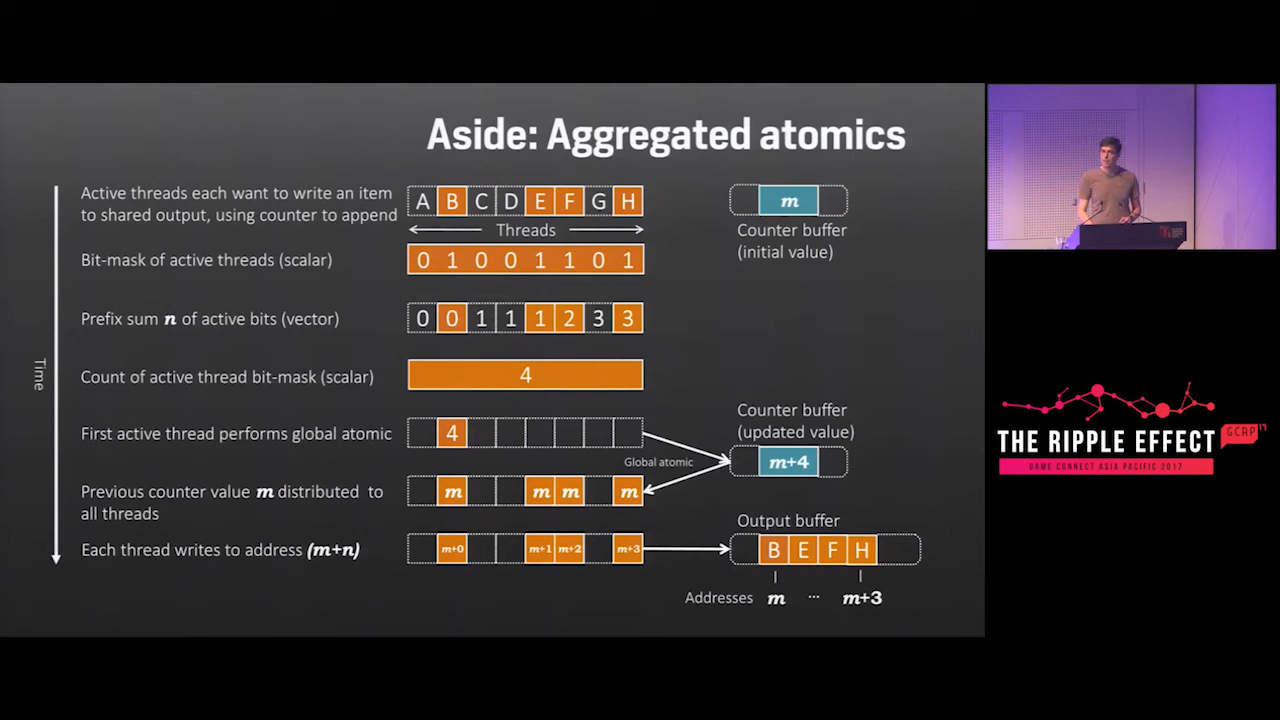 Aside: Aggregated atomics
Active threads each want to write an item
to shared output, using counter to append
A B C D E F G H
Threads
m
Counter buffer
(initial value)
Bit-mask of active threads (scalar)
0 1 0 0 1 1 0 1
Prefix sum n of active bits (vector)
0 0 1 1 1 2 3 3
Time
Count of active thread bit-mask (scalar)
4
First active thread performs global atomic
4
Counter buffer
(updated value)
Global atomic
m+4
Previous counter value m distributed to
all threads
m m m m
Each thread writes to address (m+n)
m+0 m+1 m+2 m+3
Output buffer
B E F H
Addresses m ... m+3
THE RIPPLE EFFECT
GCAP 17
GAME CONNECT ASIA PACIFIC 2017